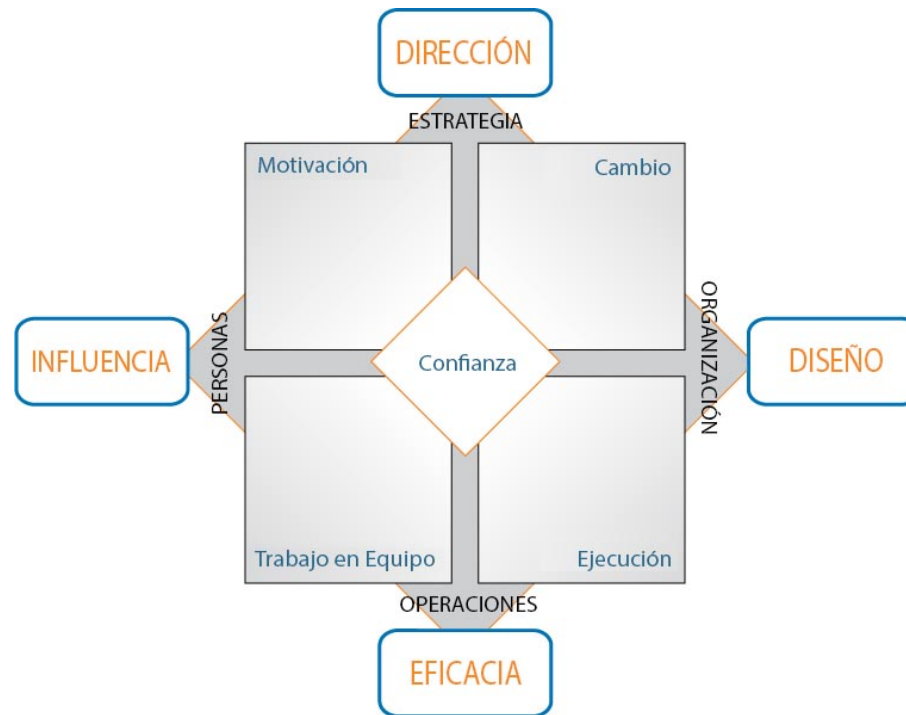 DIRECCIÓN
ESTRATEGIA
Motivación
Cambio
INFLUENCIA
PERSONAS
Confianza
ORGANIZACIÓN
DISEÑO
Trabajo en Equipo
Ejecución
OPERACIONES
EFICACIA